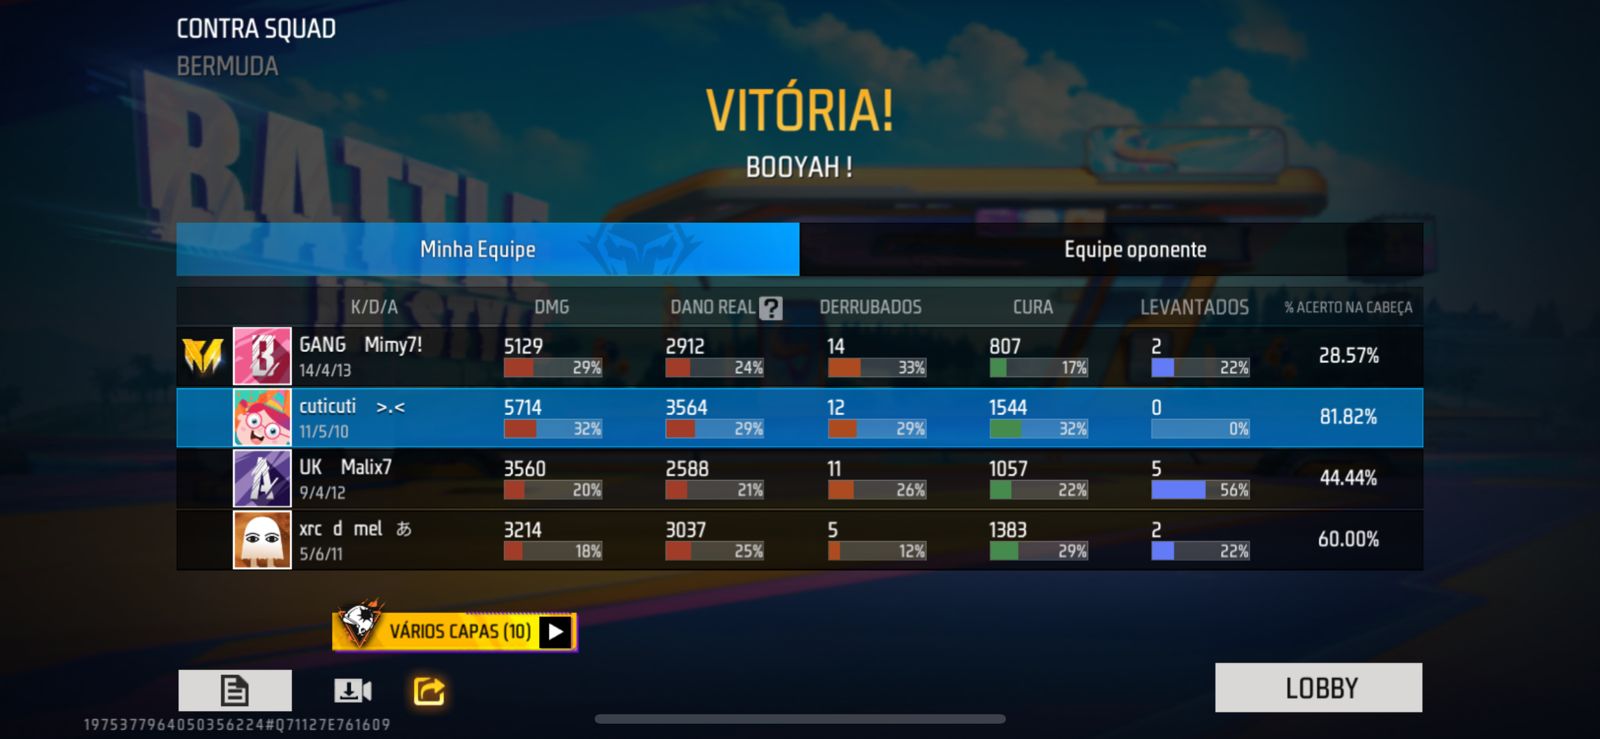 CONTRA SQUAD
BERMUDA
BATTLE
IN STYLE
VITÓRIA!
BOOYAH !
Minha Equipe Equipe oponente
K/D/A DMG DANO REAL ? DERRUBADOS CURA LEVANTADOS % ACERTO NA CABEÇA
GANG Mimy7! 5129 2912 14 807 2
14/4/13 29% 24% 33% 17% 22% 28.57%
cuticuti >.< 5714 3564 12 1544 0
11/5/10 32% 29% 29% 32% 0% 81.82%
UK Malix7 3560 2588 11 1057 5
9/4/12 20% 21% 26% 22% 56% 44.44%
xrc d mel あ 3214 3037 5 1383 2
5/6/11 18% 25% 12% 29% 22% 60.00%
VÁRIOS CAPAS (10)
LOBBY
1975377964050356224#Q71127E761609